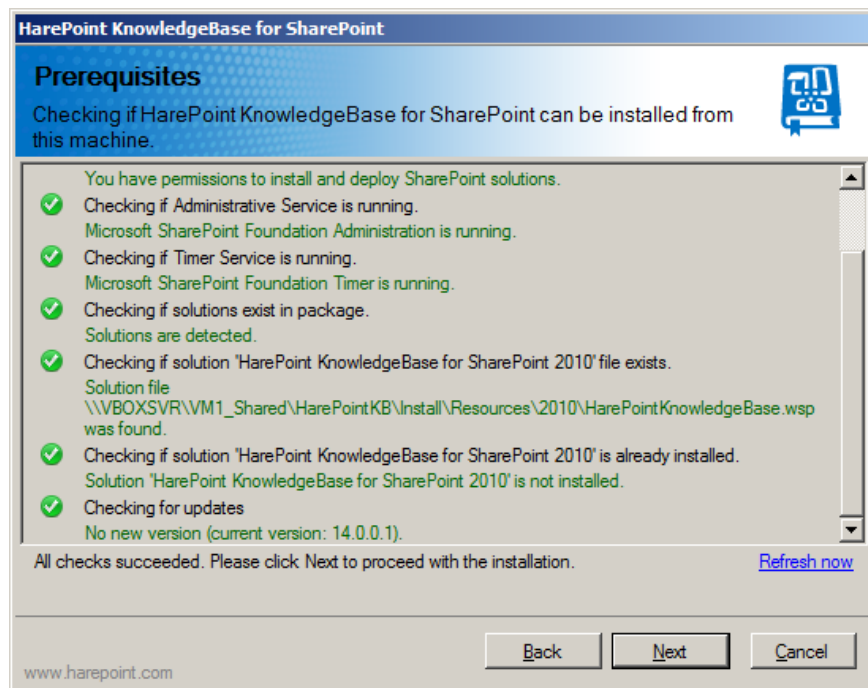 HarePoint KnowledgeBase for SharePoint
Prerequisites
Checking if HarePoint KnowledgeBase for SharePoint can be installed from
this machine.
You have permissions to install and deploy SharePoint solutions.
Checking if Administrative Service is running.
Microsoft SharePoint Foundation Administration is running.
Checking if Timer Service is running.
Microsoft SharePoint Foundation Timer is running.
Checking if solutions exist in package.
Solutions are detected.
Checking if solution 'HarePoint KnowledgeBase for SharePoint 2010' file exists.
Solution file
\\VBOXSVR\VM1_Shared\HarePointKB\Install\Resources\2010\HarePointKnowledgeBase.wsp
was found.
Checking if solution 'HarePoint KnowledgeBase for SharePoint 2010' is already installed.
Solution 'HarePoint KnowledgeBase for SharePoint 2010' is not installed.
Checking for updates
No new version (current version: 14.0.0.1).
All checks succeeded. Please click Next to proceed with the installation. Refresh now
Back Next Cancel
www.harepoint.com